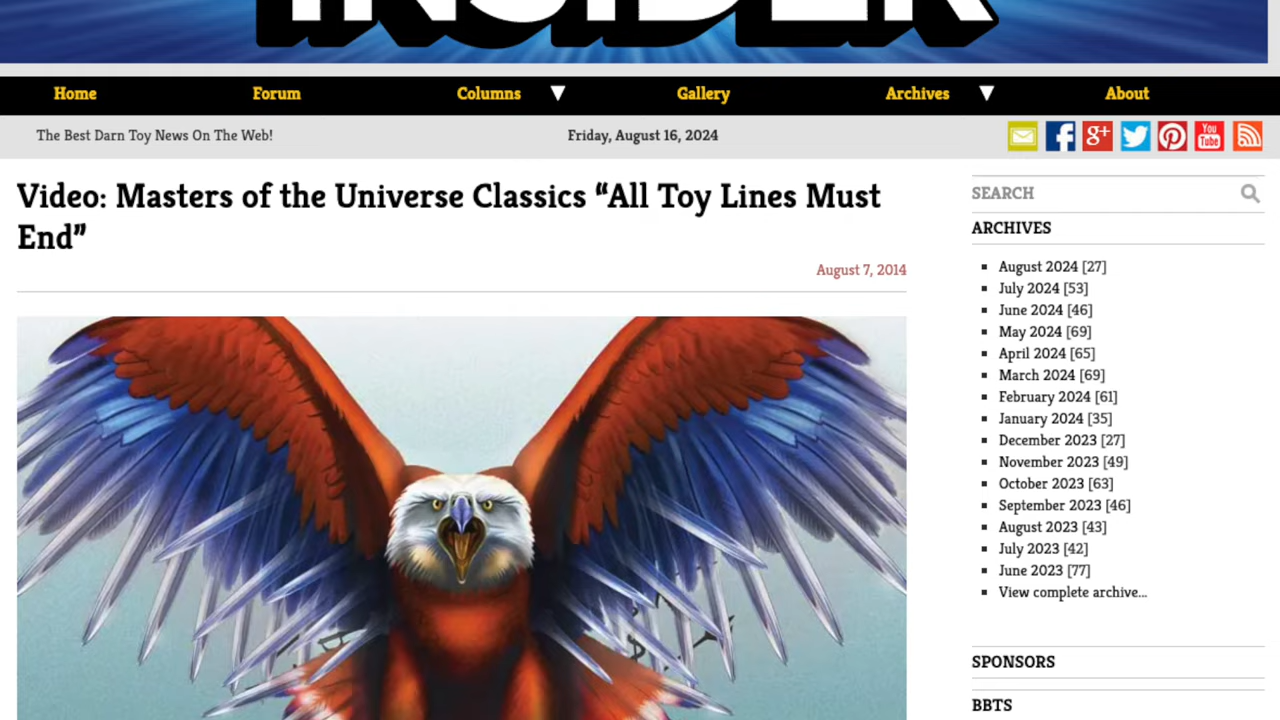 INSIDER
Home Forum Columns Gallery Archives About
The Best Darn Toy News On The Web! Friday, August 16, 2024
Video: Masters of the Universe Classics “All Toy Lines Must
End”
August 7, 2014
SEARCH
ARCHIVES
August 2024 [27]
July 2024 [53]
June 2024 [46]
May 2024 [69]
April 2024 [65]
March 2024 [69]
February 2024 [61]
January 2024 [35]
December 2023 [27]
November 2023 [49]
October 2023 [63]
September 2023 [46]
August 2023 [43]
July 2023 [42]
June 2023 [77]
View complete archive...
SPONSORS
BBTS